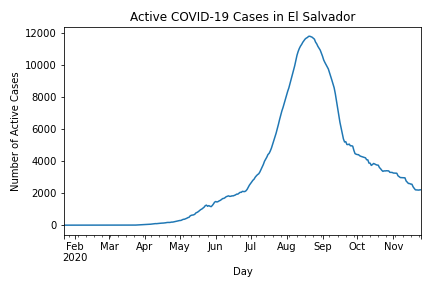 Active COVID-19 Cases in El Salvador
12000
10000
8000
6000
4000
2000
0
Number of Active Cases
Feb Mar Apr May Jun Jul Aug Sep Oct Nov
2020
Day